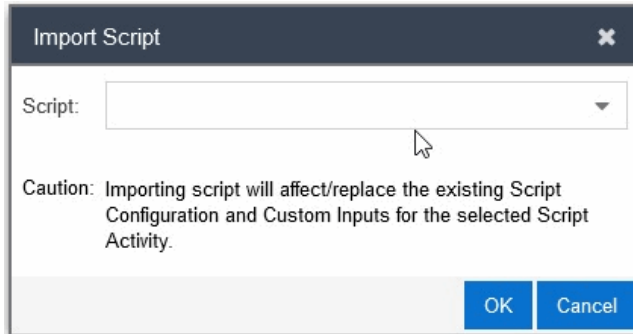 Import Script
Script:
Caution: Importing script will affect/replace the existing Script
Configuration and Custom Inputs for the selected Script
Activity.
OK Cancel